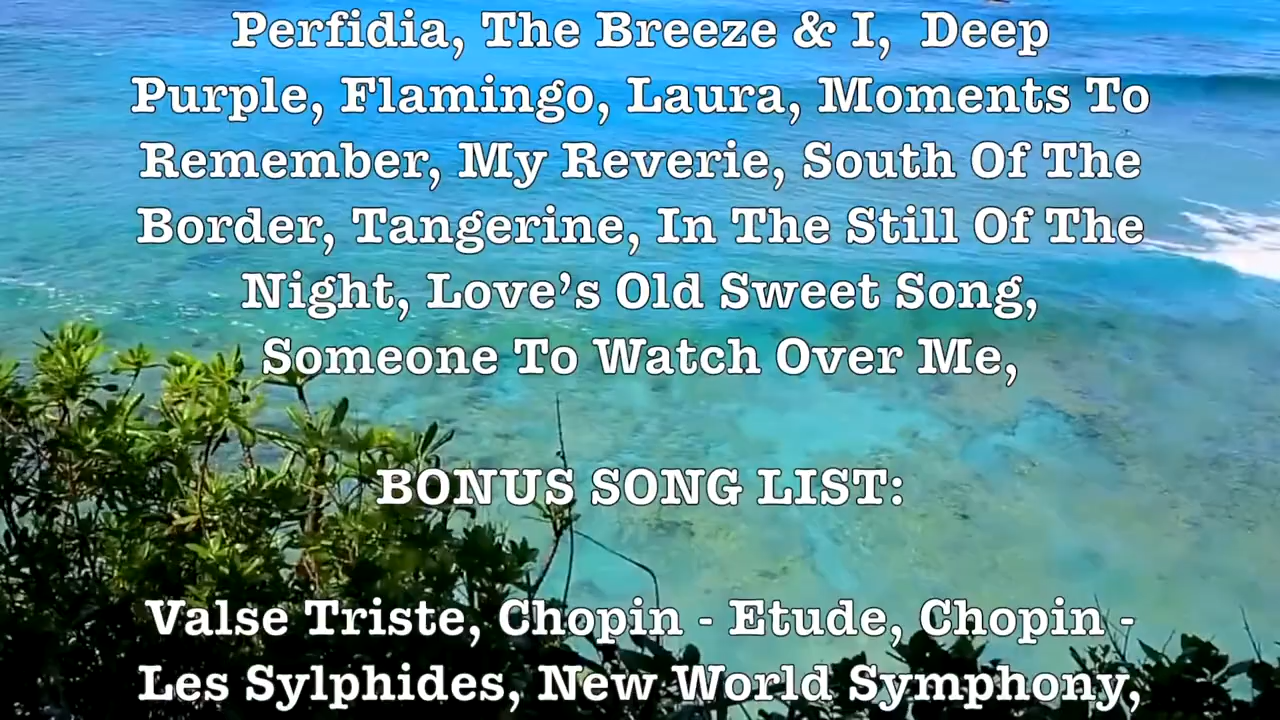 Perfidia, The Breeze & I,  Deep
Purple, Flamingo, Laura, Moments To
Remember, My Reverie, South Of The
Border, Tangerine, In The Still Of The
Night, Love’s Old Sweet Song,
Someone To Watch Over Me,
BONUS SONG LIST:
Valse Triste, Chopin - Etude, Chopin -
Les Sylphides, New World Symphony,